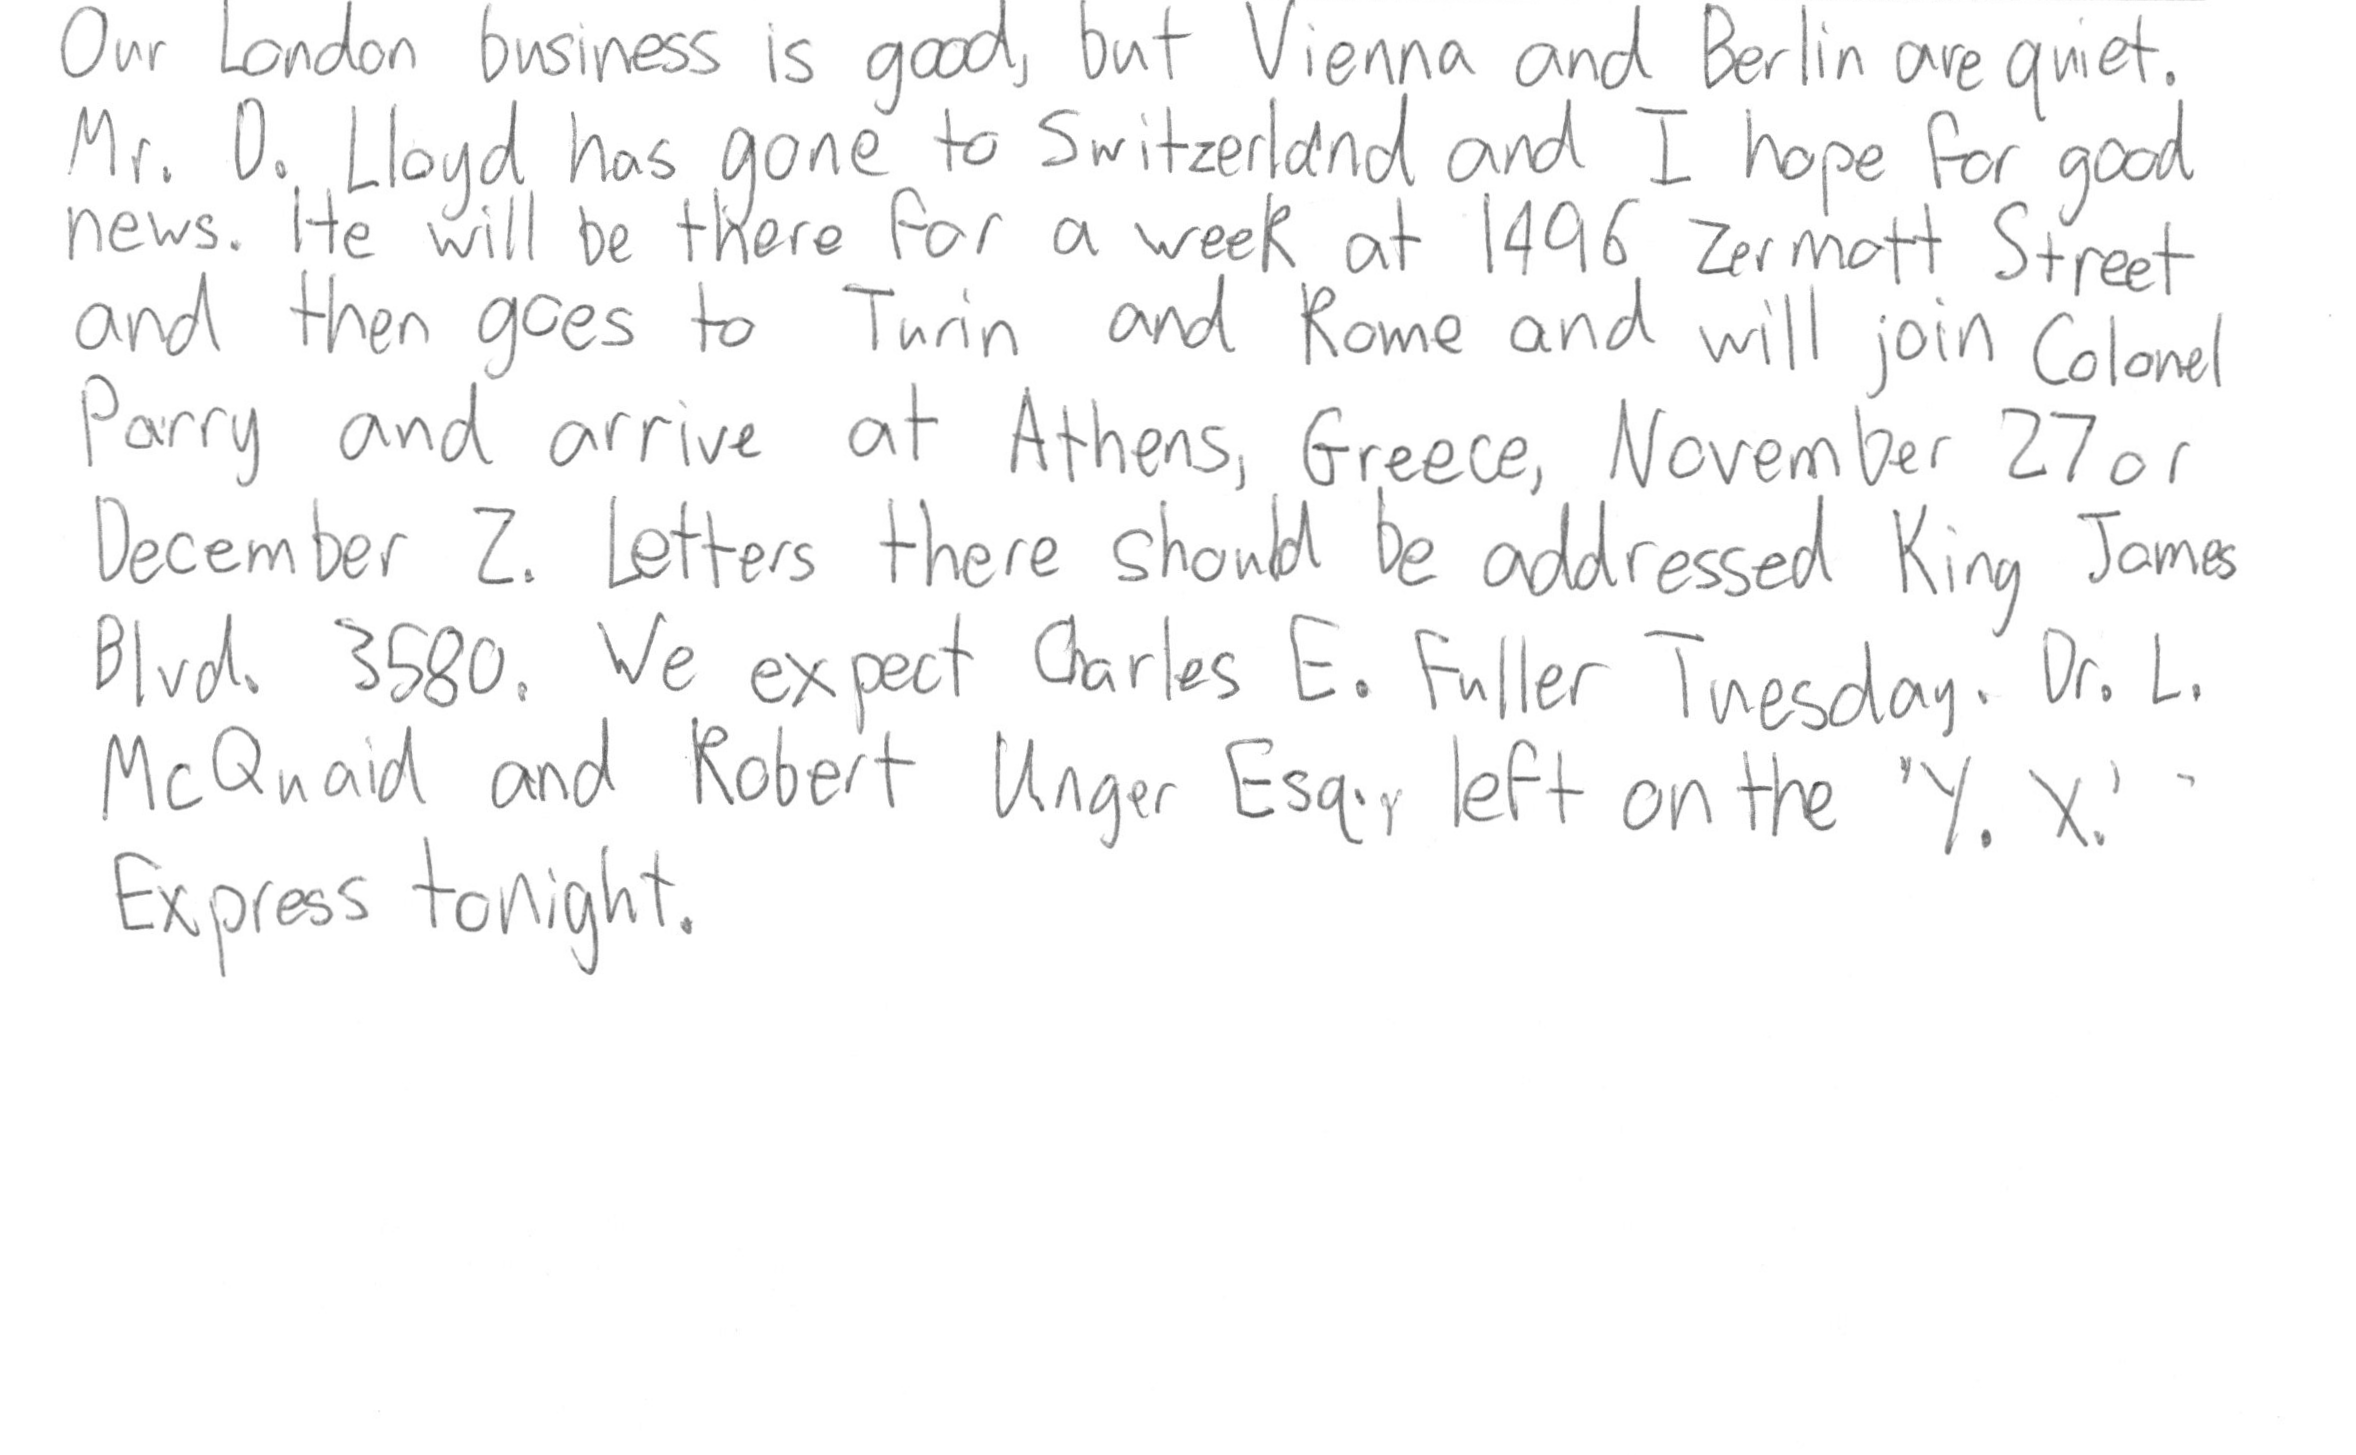 Our London business is good, but Vienna and Berlin are quiet.
Mr. D. Lloyd has gone to Switzerland and I hope for good
news. He will be there for a week at 1496 Zermott Street
and then goes to Turin and Rome and will join Colonel
Parry and arrive at Athens, Greece, November 27 or
December 2. Letters there should be addressed King James
Blvd. 3580. We expect Charles E. Fuller Tuesday. Dr. L.
McQuaid and Robert Unger Esq., left on the "Y. X."
Express tonight.